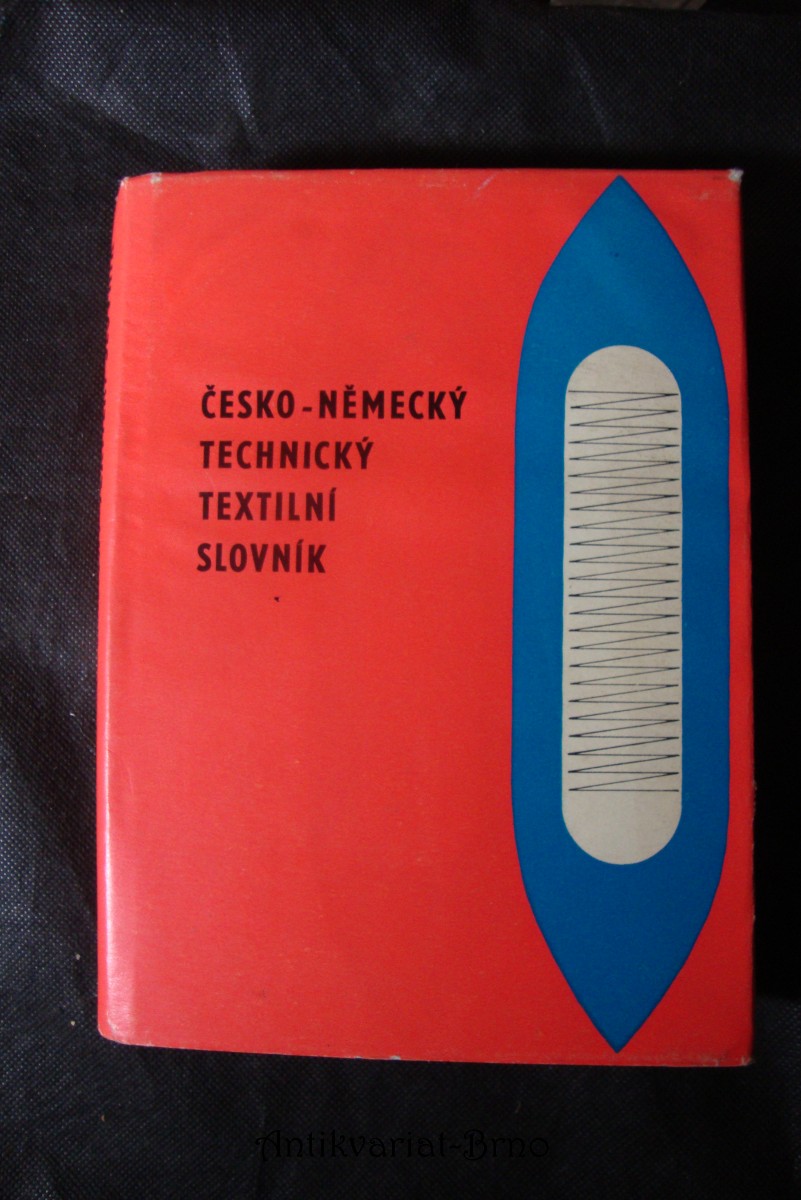 ČESKO-NĚMECKÝ
TECHNICKÝ
TEXTILNÍ
SLOVNÍK
Antikvariat-Brno